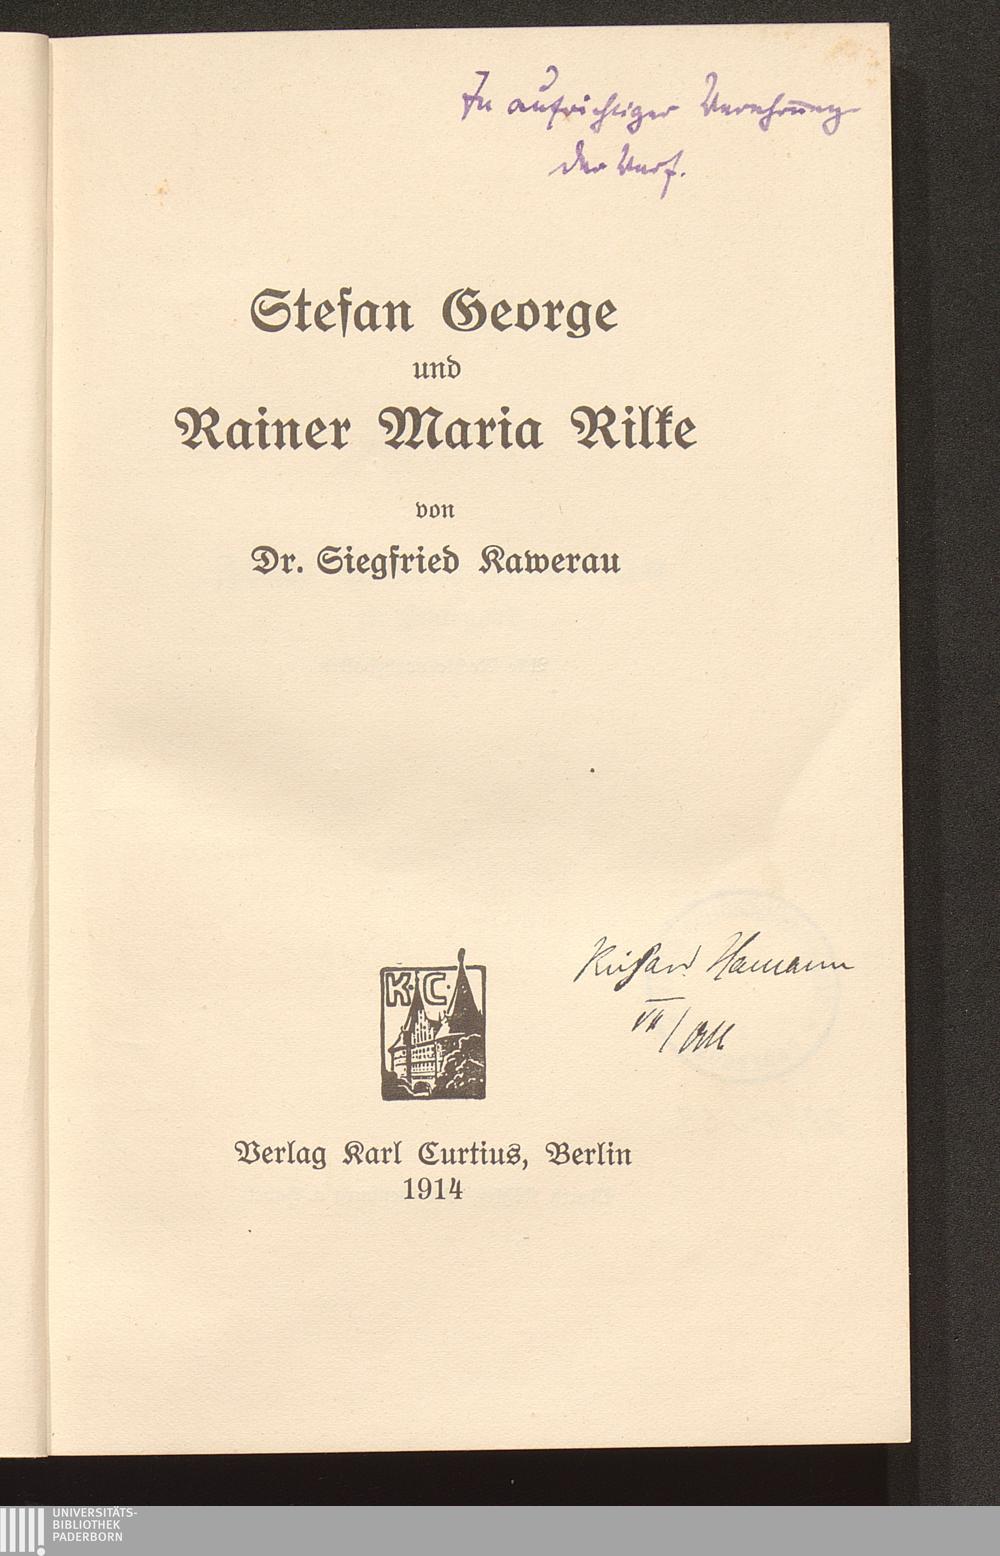 In aufrichtiger Verehrung
der Verf.
Stefan George
und
Rainer Maria Rilke
von
Dr. Siegfried Kawerau
K. C.
Richard Hamann
VII/
Verlag Karl Curtius, Berlin
1914
UNIVERSITÄTS-
BIBLIOTHEK
PADERBORN